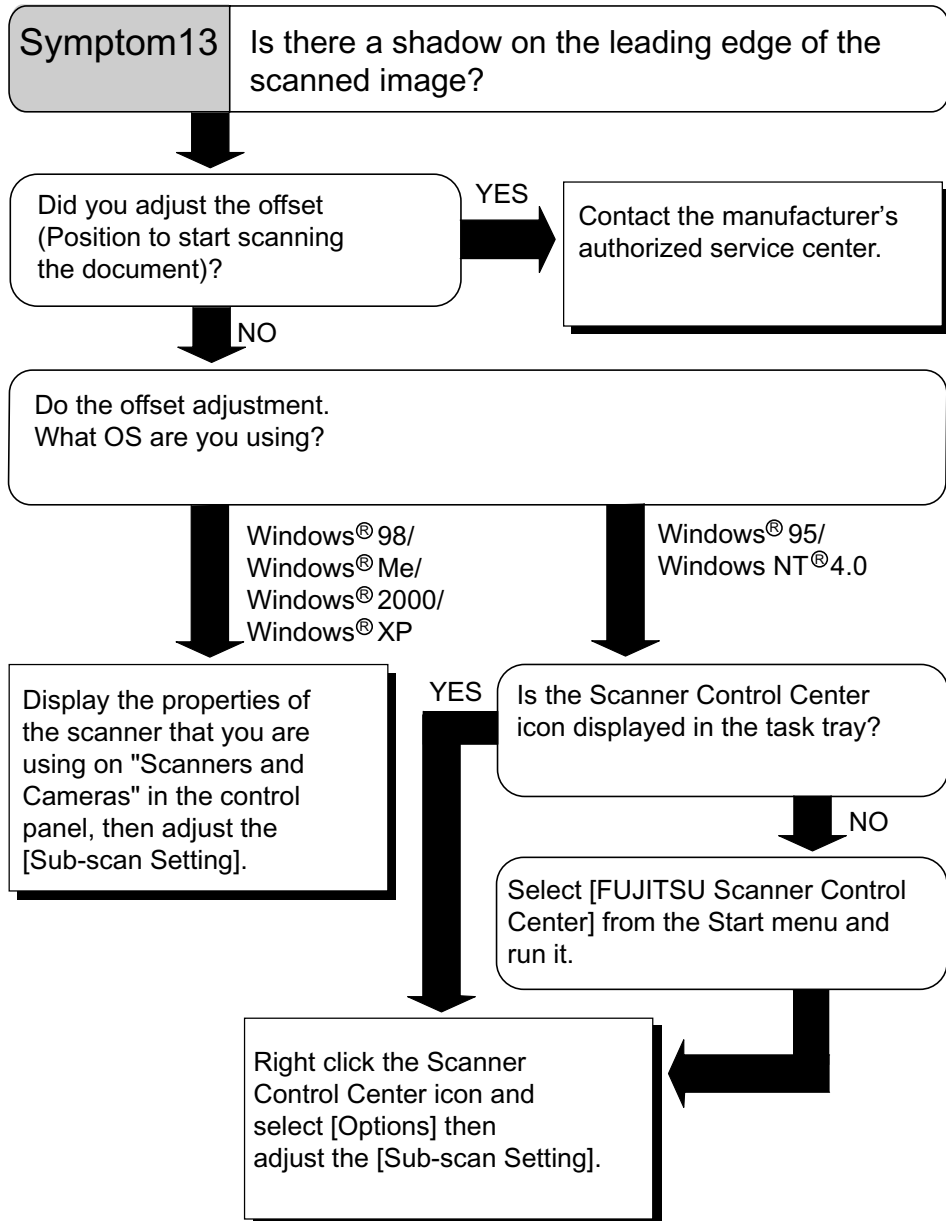 Symptom13
Is there a shadow on the leading edge of the
scanned image?
Did you adjust the offset
(Position to start scanning
the document)?
YES
Contact the manufacturer's
authorized service center.
NO
Do the offset adjustment.
What OS are you using?
Windows® 98/
Windows® Me/
Windows® 2000/
Windows® XP
Windows® 95/
Windows NT® 4.0
Display the properties of
the scanner that you are
using on "Scanners and
Cameras" in the control
panel, then adjust the
[Sub-scan Setting].
YES
Is the Scanner Control Center
icon displayed in the task tray?
NO
Select [FUJITSU Scanner Control
Center] from the Start menu and
run it.
Right click the Scanner
Control Center icon and
select [Options] then
adjust the [Sub-scan Setting].